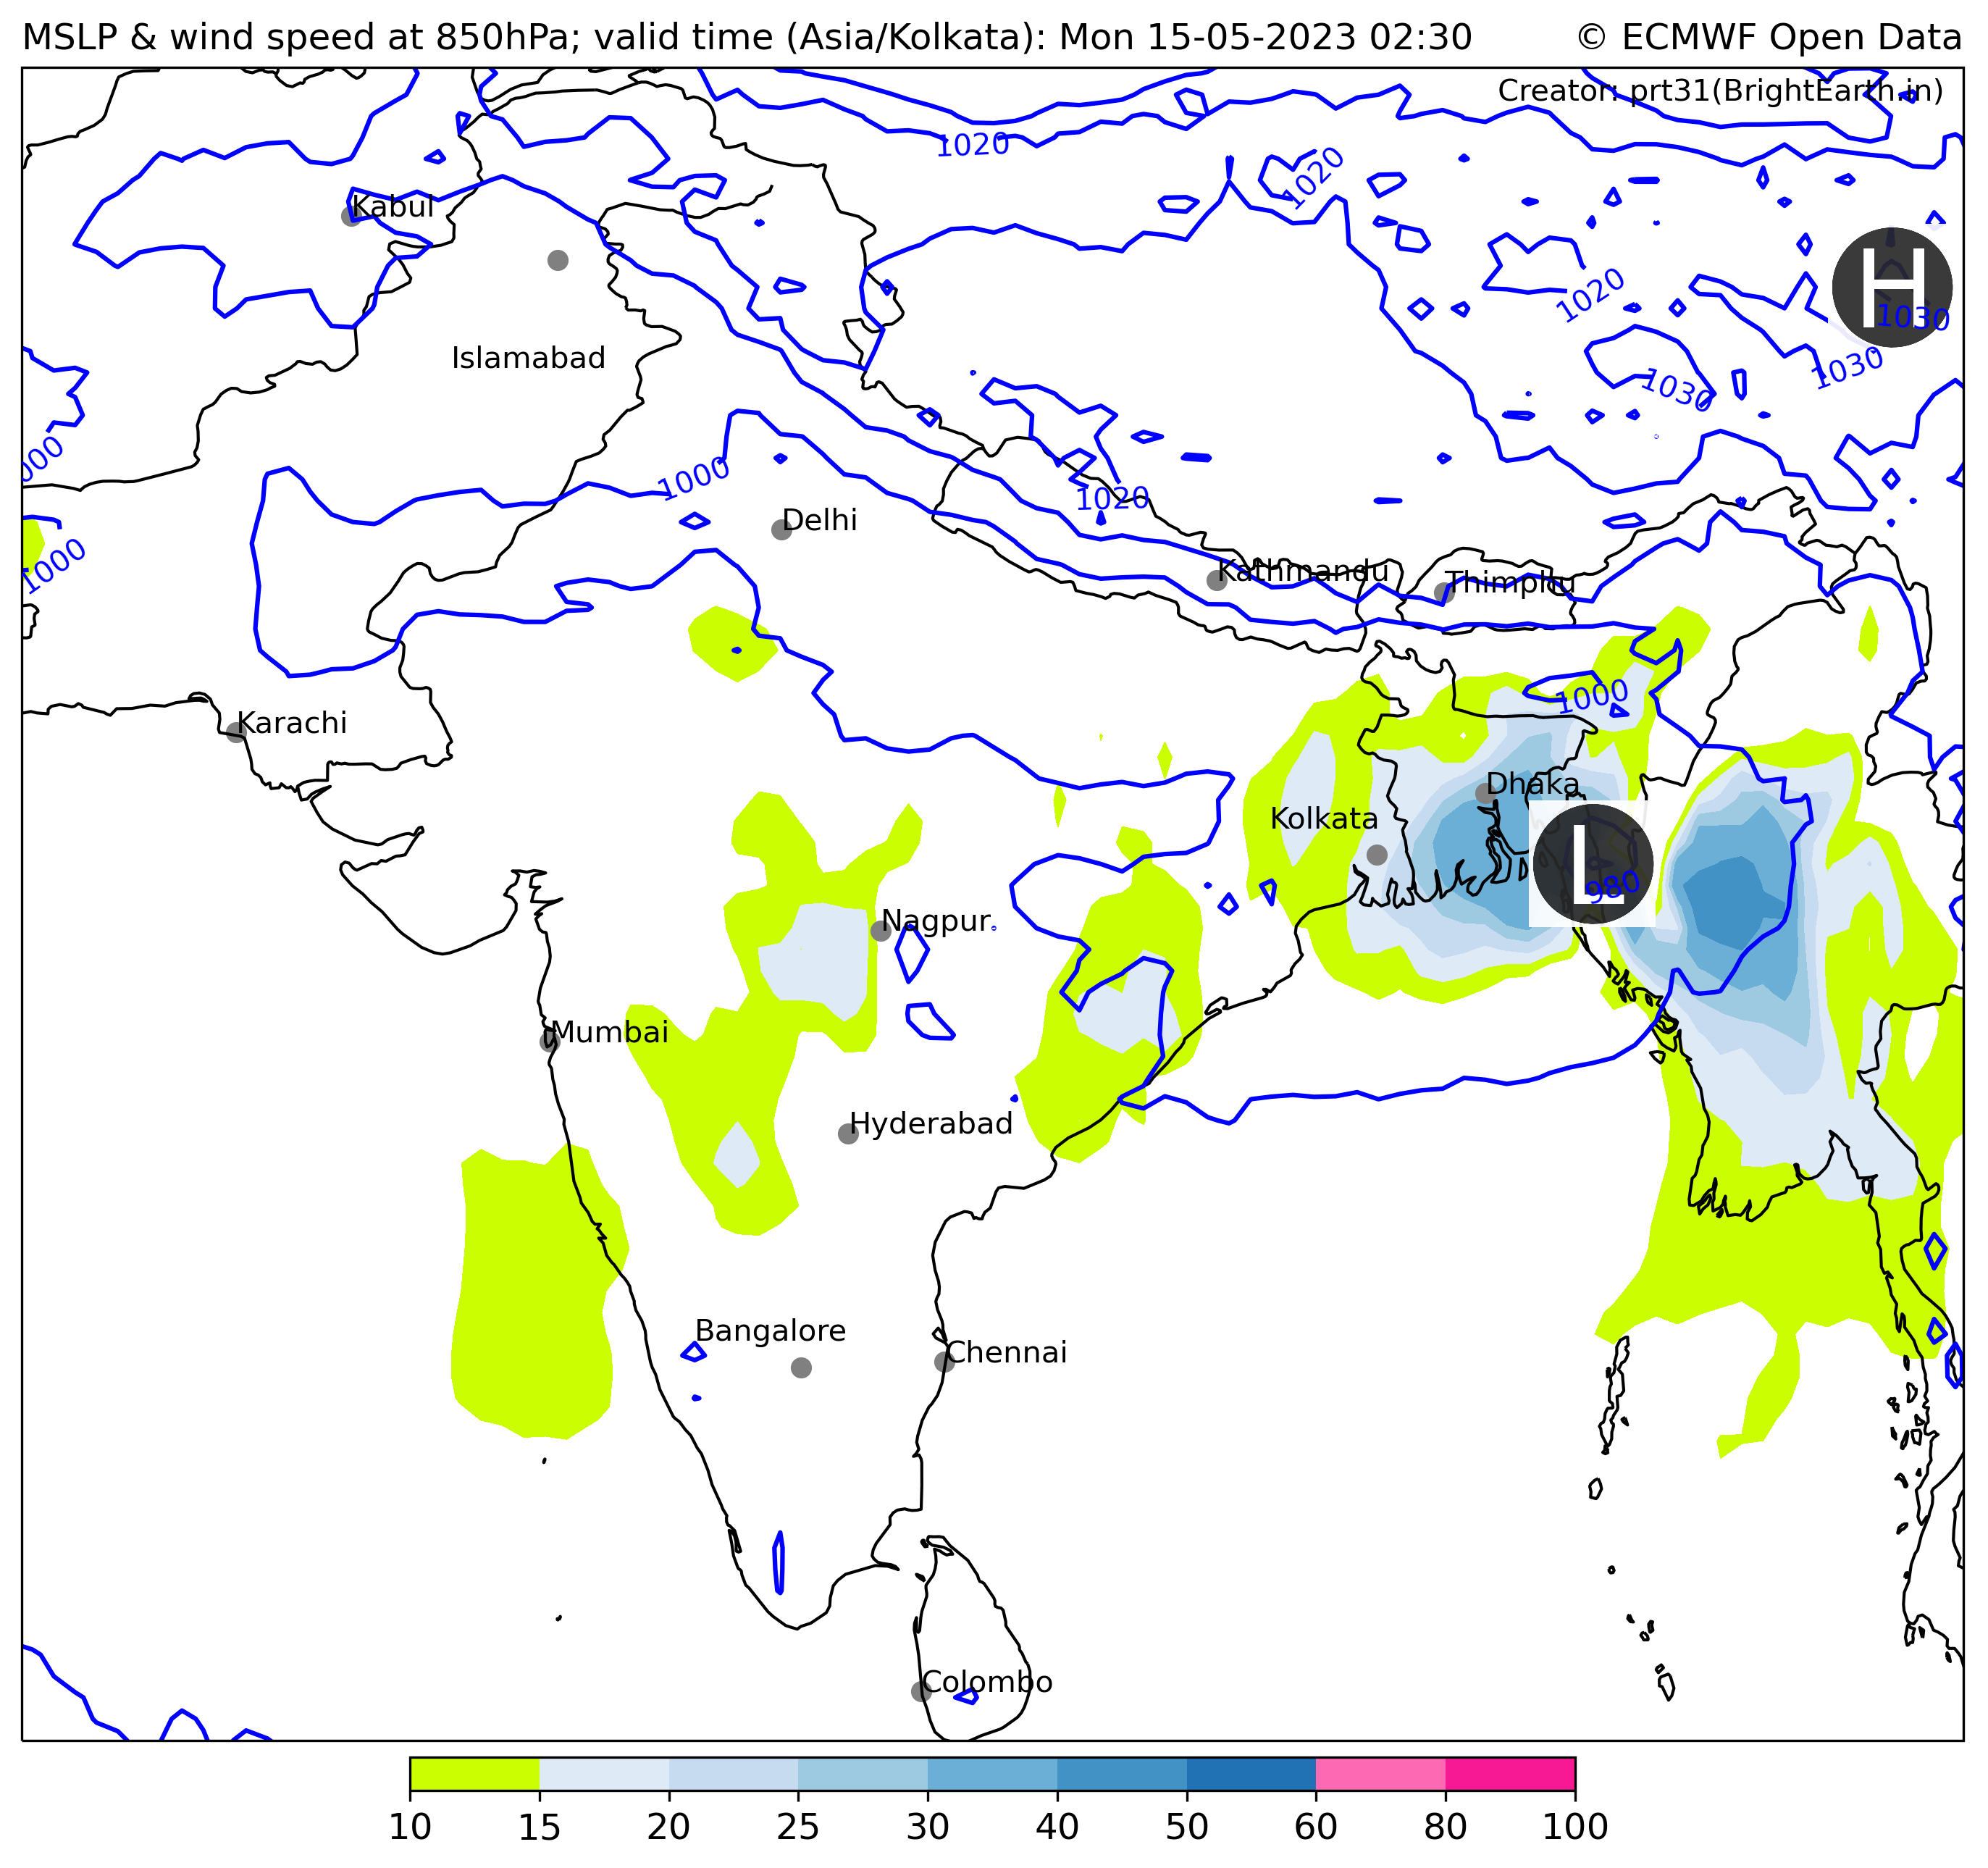 MSLP & wind speed at 850hPa; valid time (Asia/Kolkata): Mon 15-05-2023 02:30 © ECMWF Open Data
Creator: prt31(BrightEarth.in)
1020
1020
Kabul
H
1030
1020
Islamabad
1030
1030
000
1000
1020
Delhi
1000
Kathmandu
Thimphu
1000
Karachi
Dhaka
Kolkata
L
980
Nagpur
Mumbai
Hyderabad
Bangalore
Chennai
Colombo
10 15 20 25 30 40 50 60 80 100